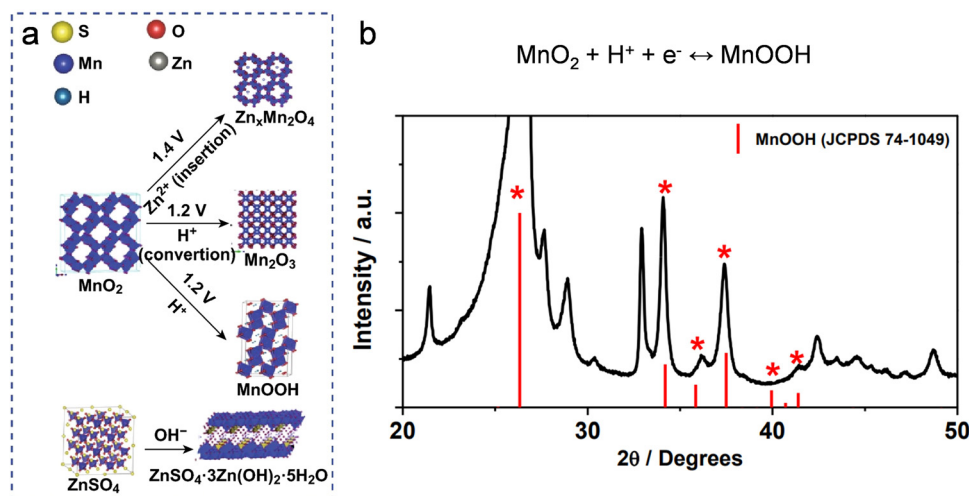 a
S
O
Mn
Zn
H
ZnₓMn₂O₄
1.4 V
Zn²⁺ (insertion)
1.2 V
H⁺
(convertion)
Mn₂O₃
MnO₂
1.2 V
H⁺
MnOOH
OH⁻
ZnSO₄
ZnSO₄·3Zn(OH)₂·5H₂O
b
MnO₂ + H⁺ + e⁻ ↔ MnOOH
MnOOH (JCPDS 74-1049)
*
*
*
*
*
*
Intensity / a.u.
20
30
40
50
2θ / Degrees